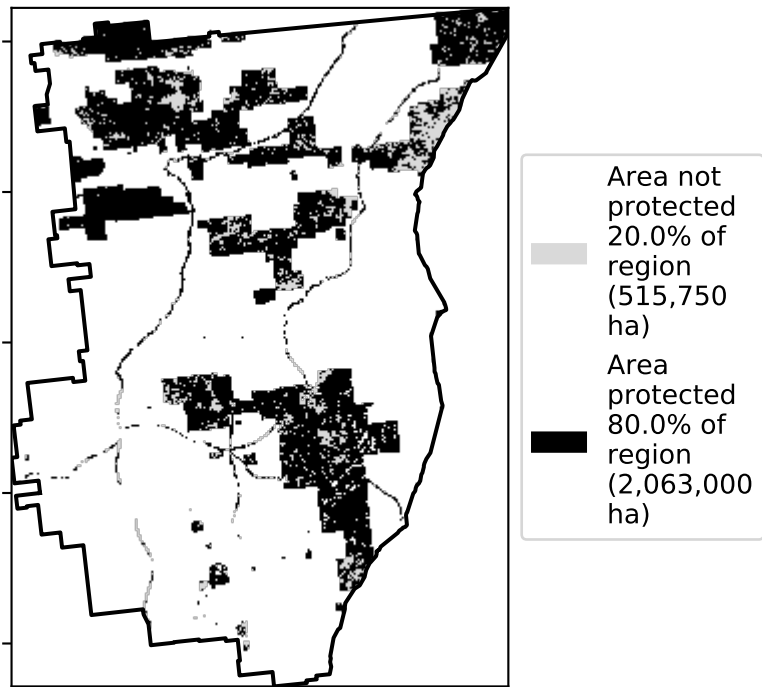 Area not
protected
20.0% of
region
(515,750
ha)
Area
protected
80.0% of
region
(2,063,000
ha)